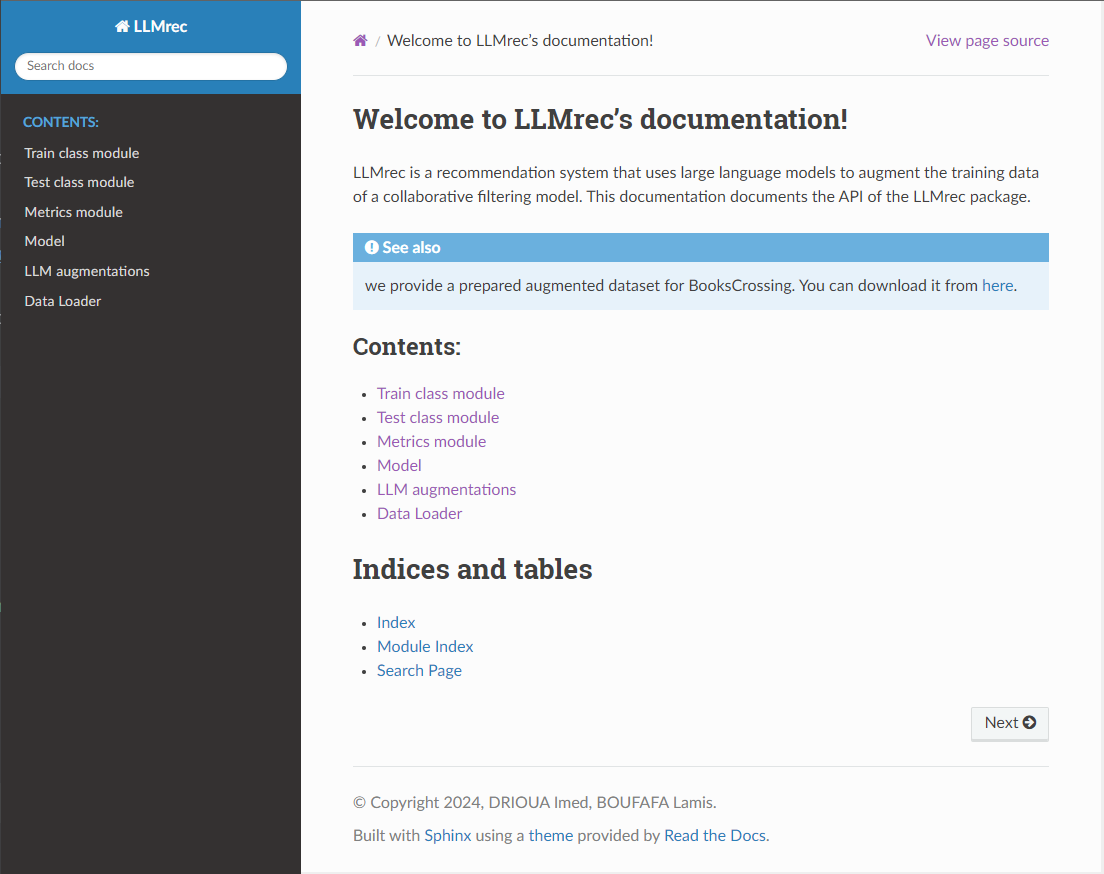 LLMrec
Search docs
CONTENTS:
Train class module
Test class module
Metrics module
Model
LLM augmentations
Data Loader
/ Welcome to LLMrec’s documentation!
View page source
Welcome to LLMrec’s documentation!
LLMrec is a recommendation system that uses large language models to augment the training data
of a collaborative filtering model. This documentation documents the API of the LLMrec package.
See also
we provide a prepared augmented dataset for BooksCrossing. You can download it from here.
Contents:
• Train class module
• Test class module
• Metrics module
• Model
• LLM augmentations
• Data Loader
Indices and tables
• Index
• Module Index
• Search Page
Next
© Copyright 2024, DRIOUA Imed, BOUFAFA Lamis.
Built with Sphinx using a theme provided by Read the Docs.